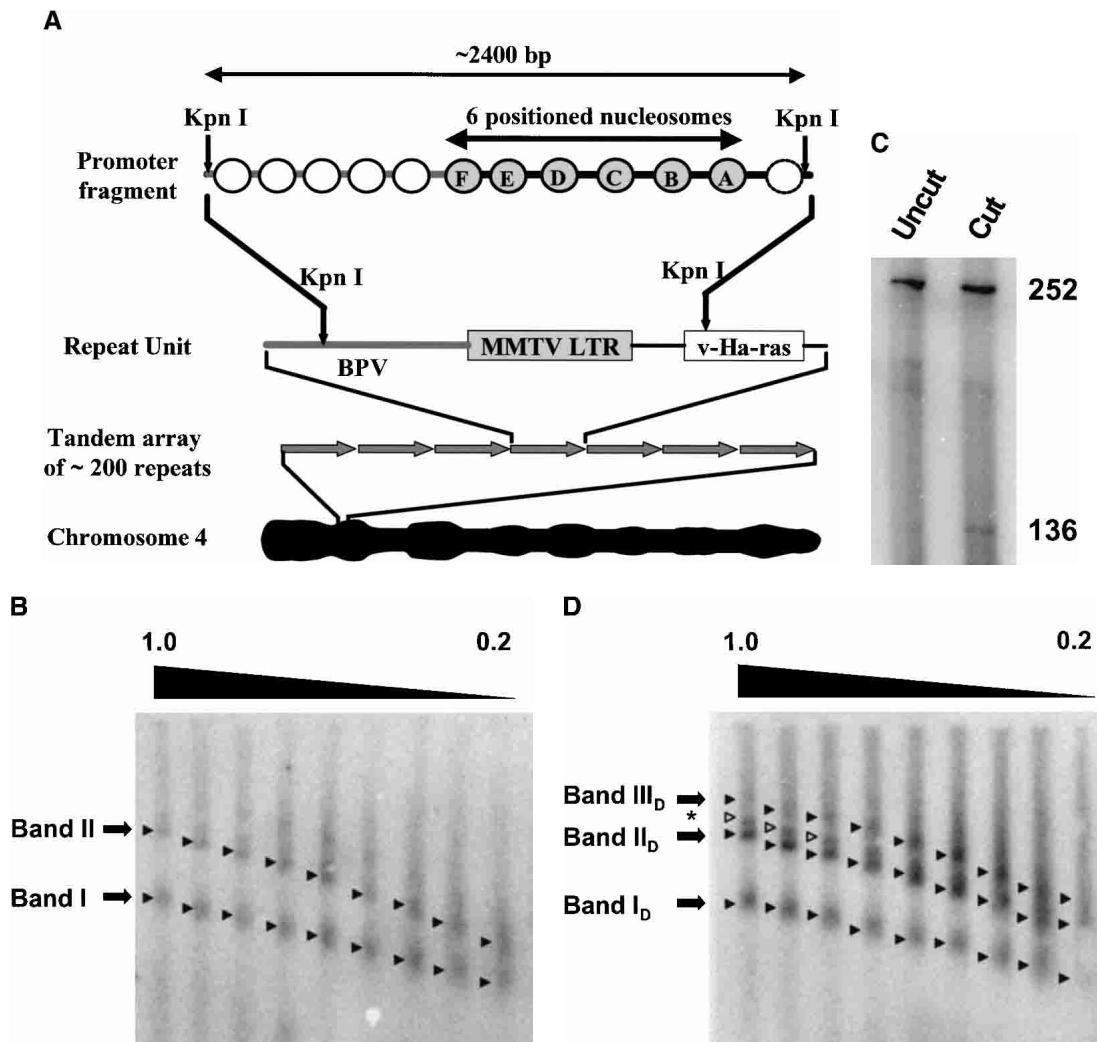 A
~2400 bp
Kpn I
6 positioned nucleosomes
Kpn I
Promoter
fragment
F E D C B A
Kpn I
Kpn I
Repeat Unit
BPV
MMTV LTR
v-Ha-ras
Tandem array
of ~ 200 repeats
Chromosome 4
C
Uncut
Cut
252
136
B
1.0
0.2
Band II
Band I
D
1.0
0.2
Band III_D
*
Band II_D
Band I_D